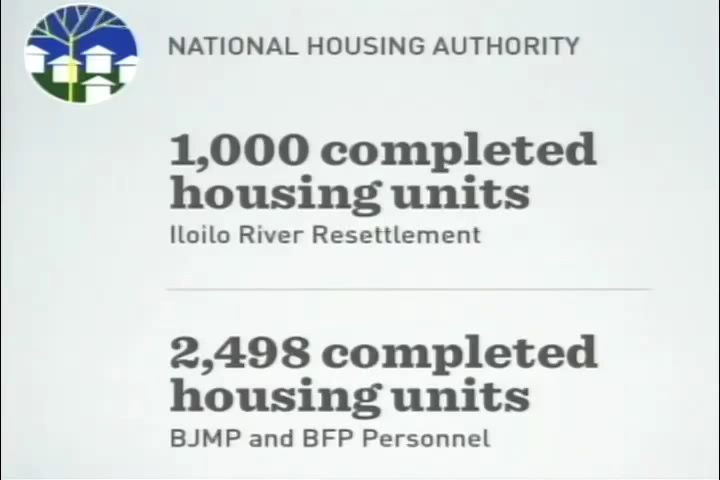 NATIONAL HOUSING AUTHORITY
1,000 completed
housing units
Iloilo River Resettlement
2,498 completed
housing units
BJMP and BFP Personnel